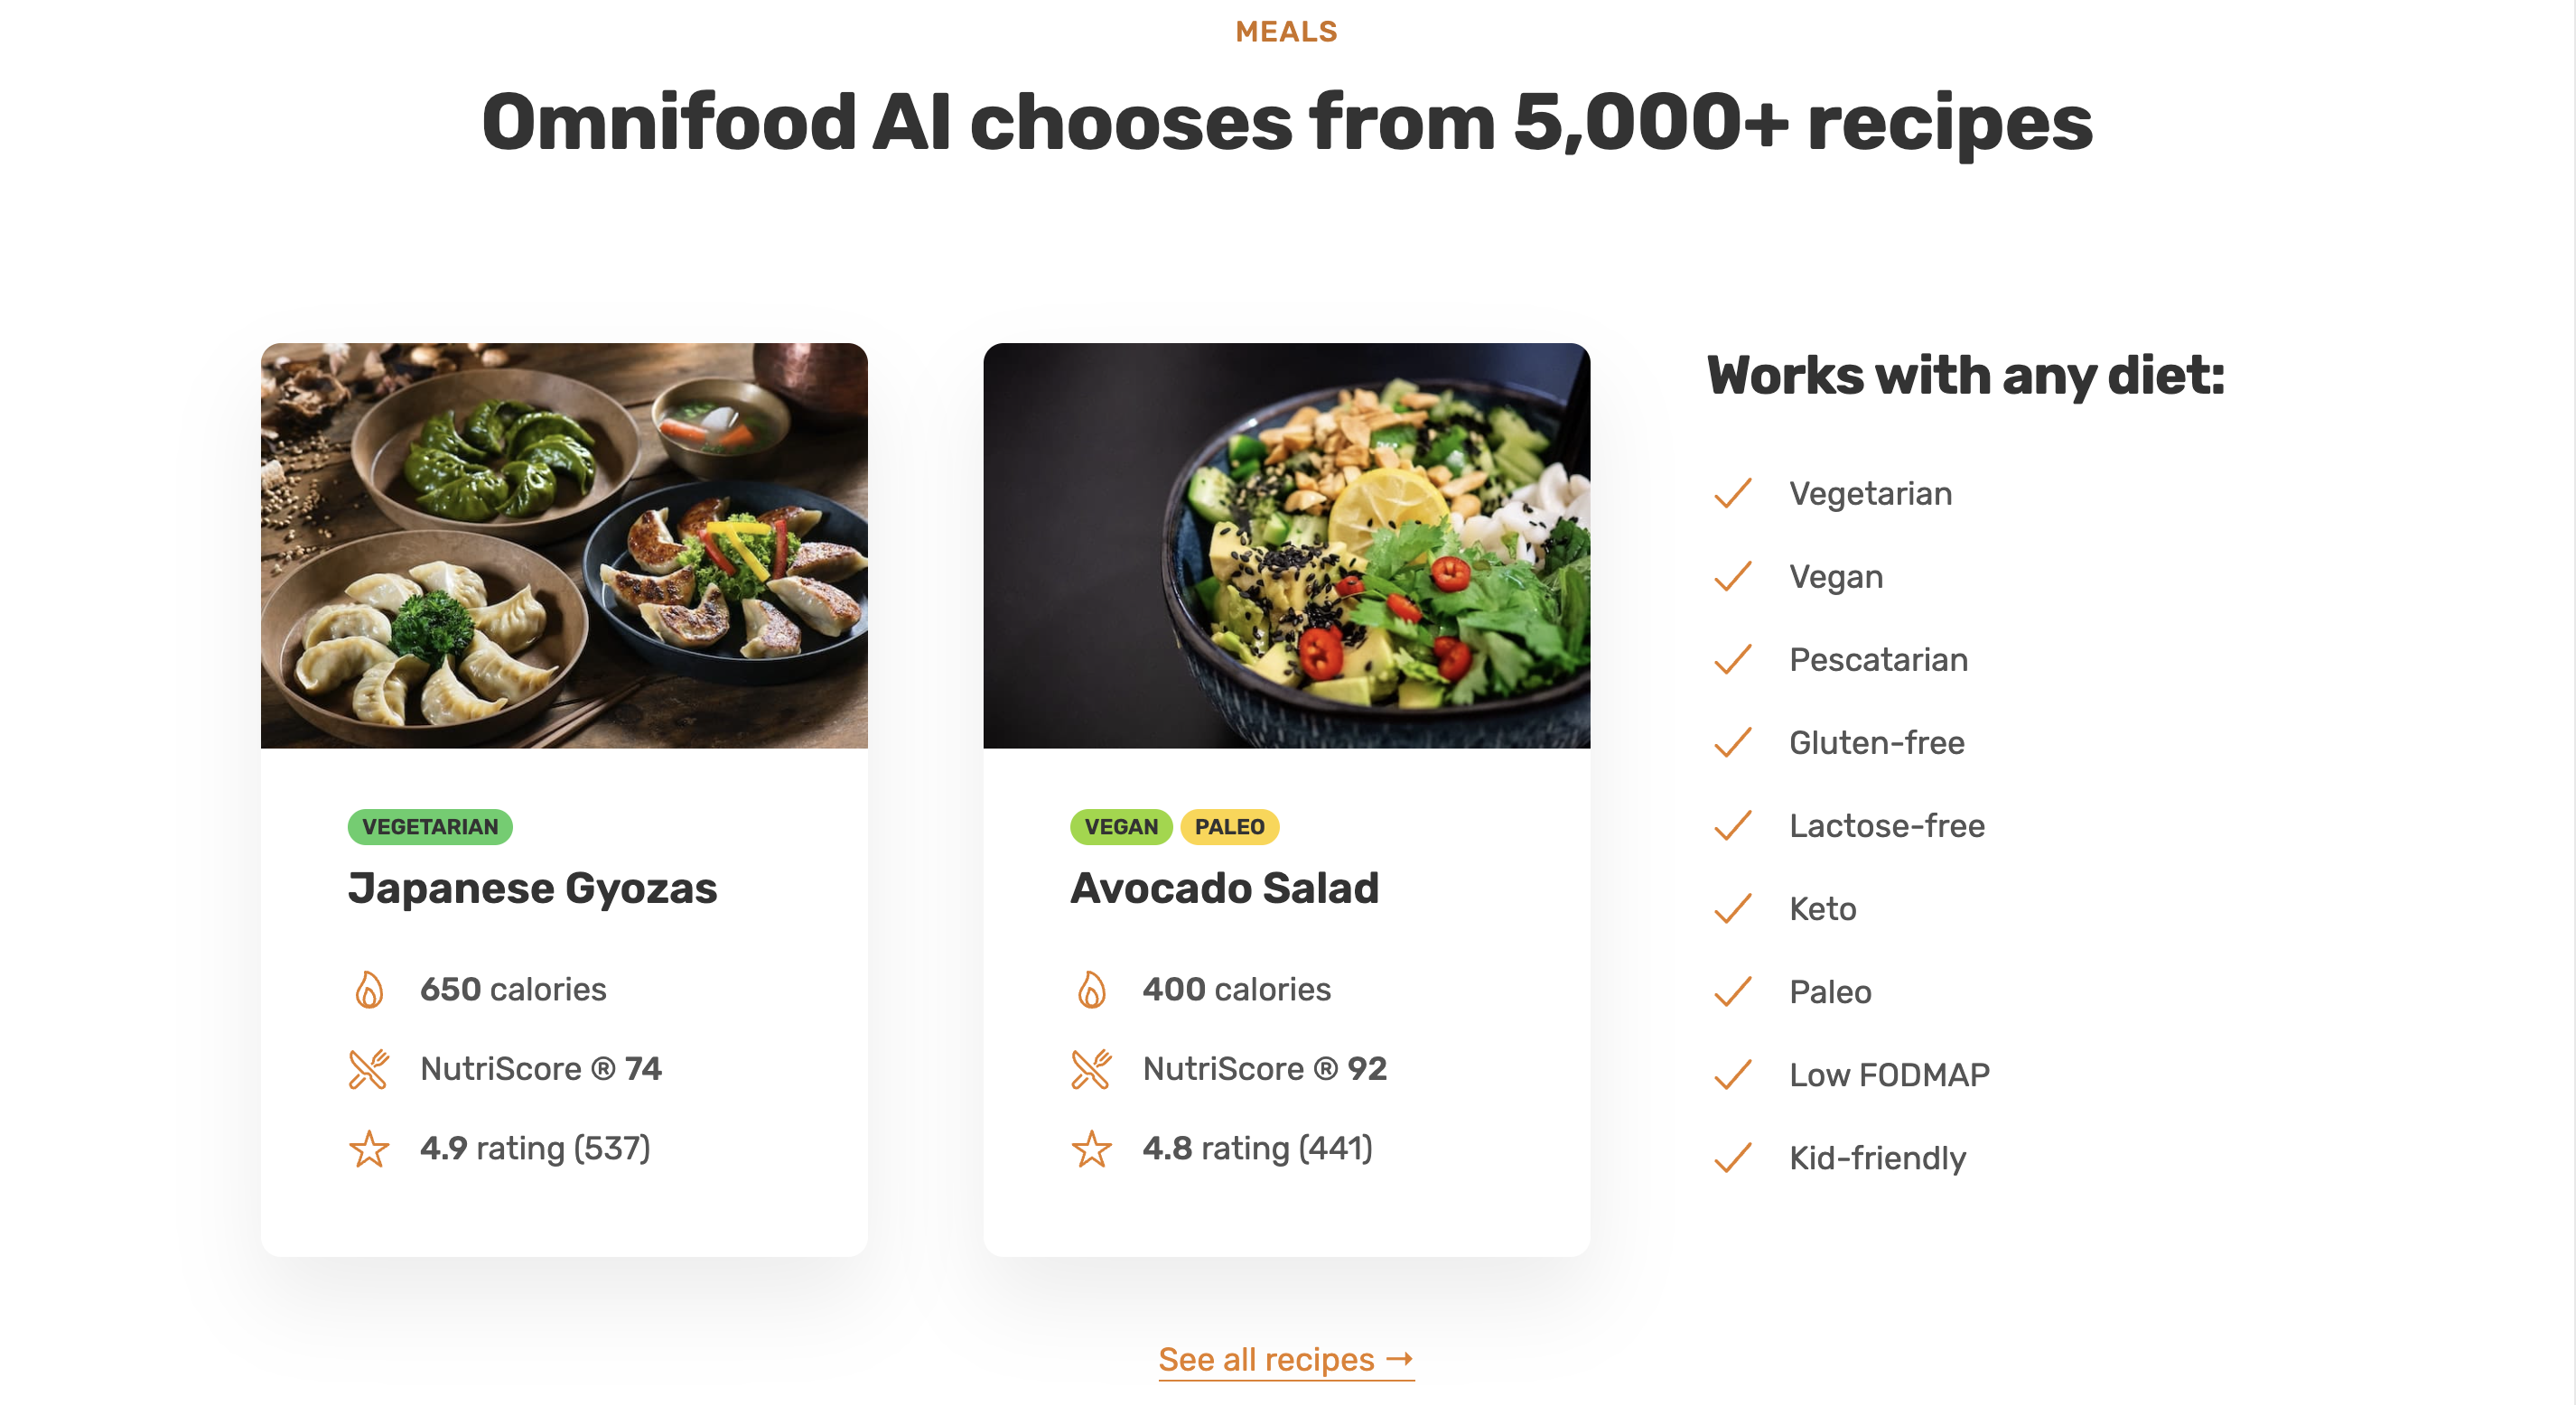 MEALS
Omnifood AI chooses from 5,000+ recipes
VEGETARIAN
Japanese Gyozas
650 calories
NutriScore ® 74
4.9 rating (537)
VEGAN PALEO
Avocado Salad
400 calories
NutriScore ® 92
4.8 rating (441)
Works with any diet:
Vegetarian
Vegan
Pescatarian
Gluten-free
Lactose-free
Keto
Paleo
Low FODMAP
Kid-friendly
See all recipes →